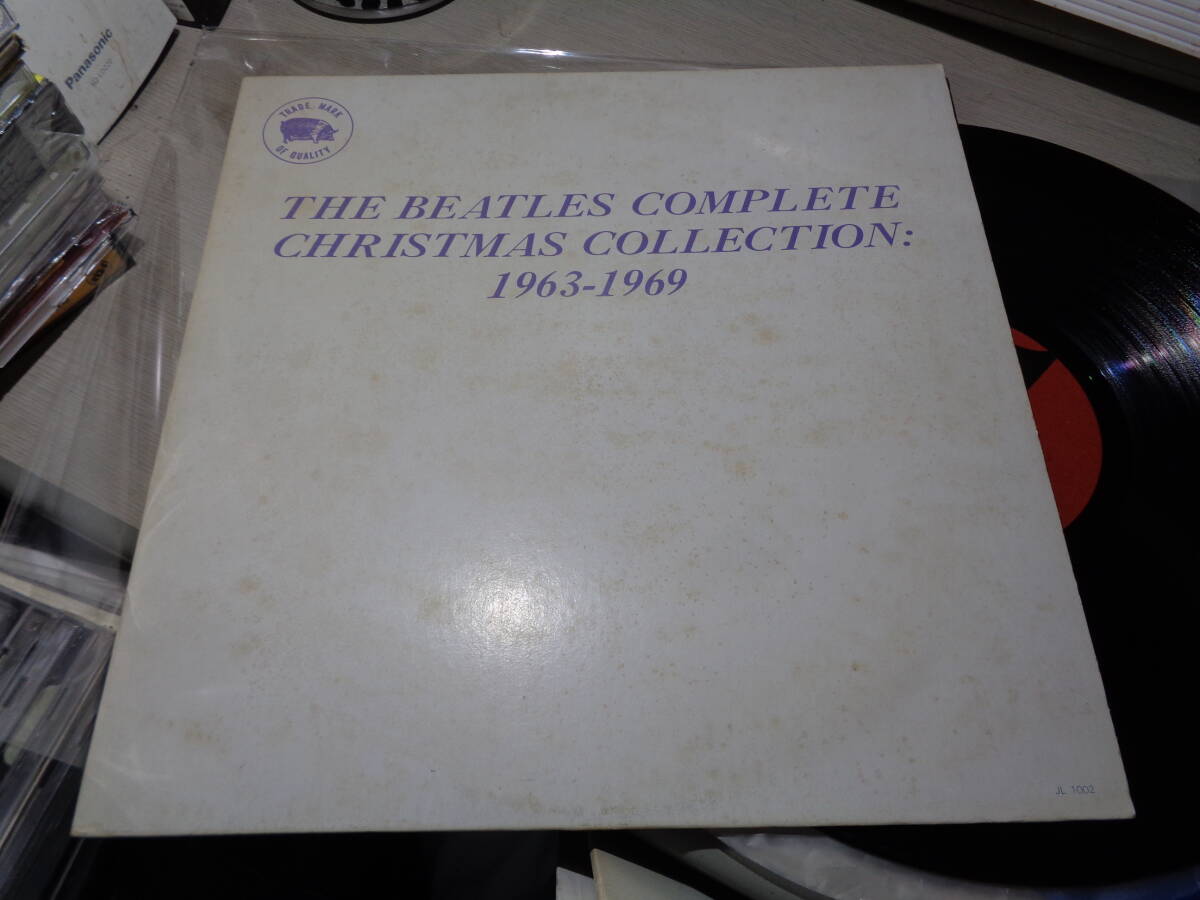 Panasonic
TRADE MARK
OF QUALITY
THE BEATLES COMPLETE
CHRISTMAS COLLECTION:
1963-1969
JL 1002